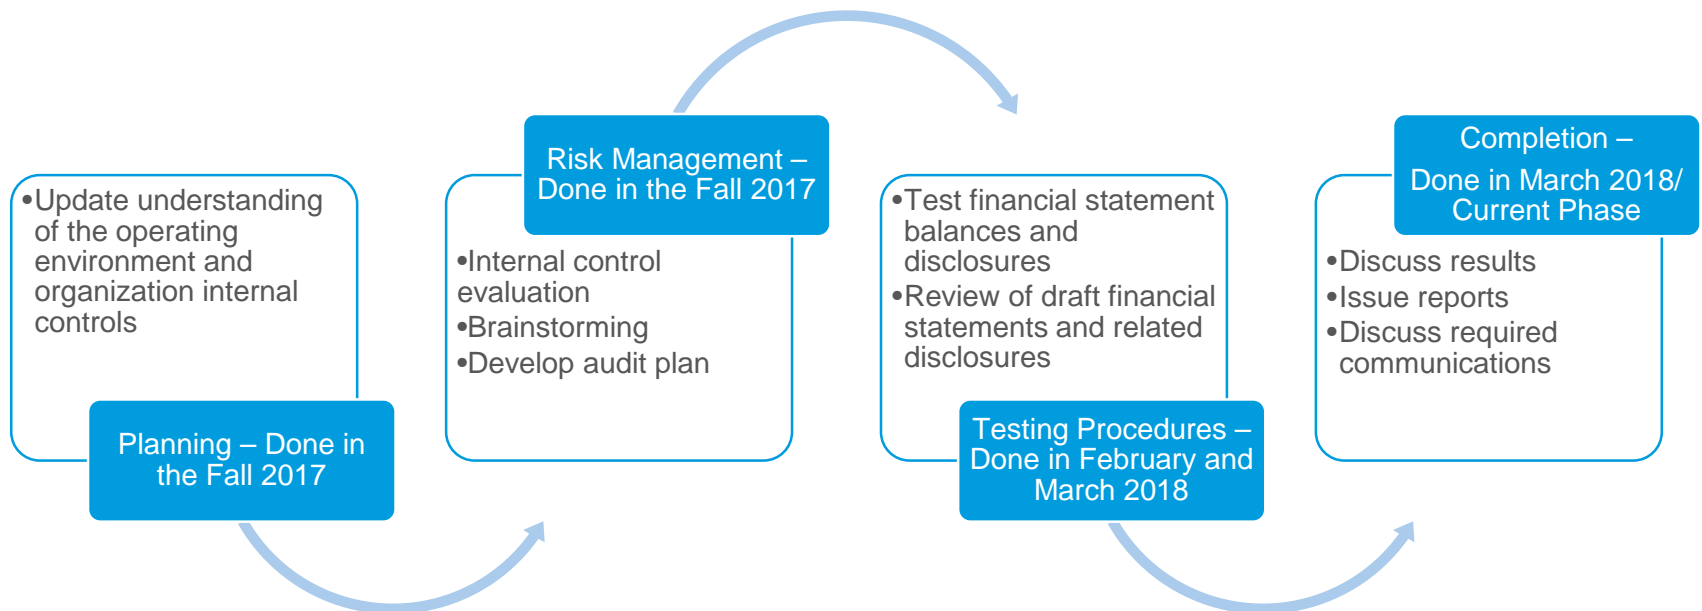 •Update understanding
of the operating
environment and
organization internal
controls
Planning – Done in
the Fall 2017
Risk Management –
Done in the Fall 2017
•Internal control
evaluation
•Brainstorming
•Develop audit plan
•Test financial statement
balances and
disclosures
•Review of draft financial
statements and related
disclosures
Testing Procedures –
Done in February and
March 2018
Completion –
Done in March 2018/
Current Phase
•Discuss results
•Issue reports
•Discuss required
communications